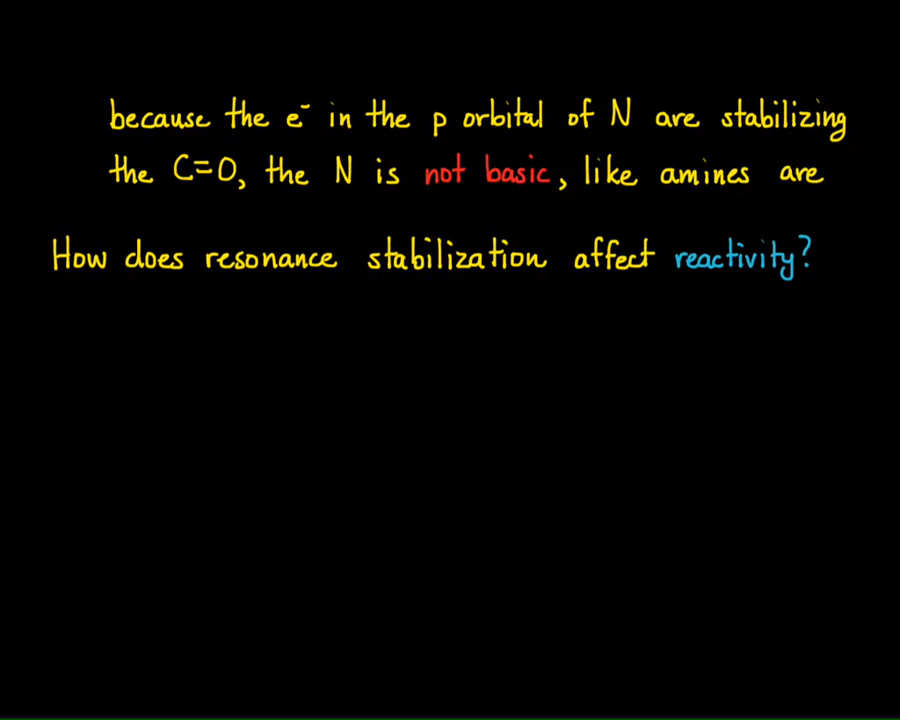 because the e⁻ in the p orbital of N are stabilizing
the C=O, the N is not basic, like amines are
How does resonance stabilization affect reactivity?